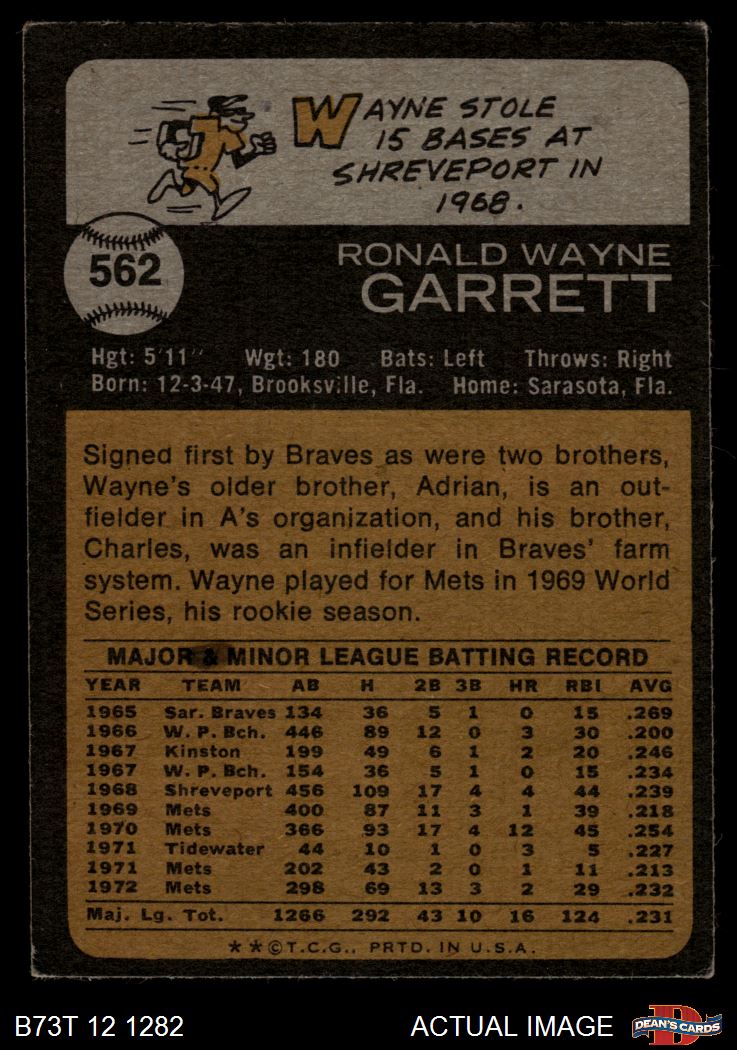 WAYNE STOLE
15 BASES AT
SHREVEPORT IN
1968.
562
RONALD WAYNE
GARRETT
Hgt: 5'11" Wgt: 180 Bats: Left Throws: Right
Born: 12-3-47, Brooksville, Fla. Home: Sarasota, Fla.
Signed first by Braves as were two brothers,
Wayne's older brother, Adrian, is an out-
fielder in A's organization, and his brother,
Charles, was an infielder in Braves' farm
system. Wayne played for Mets in 1969 World
Series, his rookie season.
MAJOR & MINOR LEAGUE BATTING RECORD
YEAR TEAM AB H 2B 3B HR RBI AVG
1965 Sar. Braves 134 36 5 1 0 15 .269
1966 W. P. Bch. 446 89 12 0 3 30 .200
1967 Kinston 199 49 6 1 2 20 .246
1967 W. P. Bch. 154 36 5 1 0 15 .234
1968 Shreveport 456 109 17 4 4 44 .239
1969 Mets 400 87 11 3 1 39 .218
1970 Mets 366 93 17 4 12 45 .254
1971 Tidewater 44 10 1 0 3 5 .227
1971 Mets 202 43 2 0 1 11 .213
1972 Mets 298 69 13 3 2 29 .232
Maj. Lg. Tot. 1266 292 43 10 16 124 .231
★★©T.C.G., PRTD. IN U.S.A.
B73T 12 1282 ACTUAL IMAGE DEAN'S CARDS